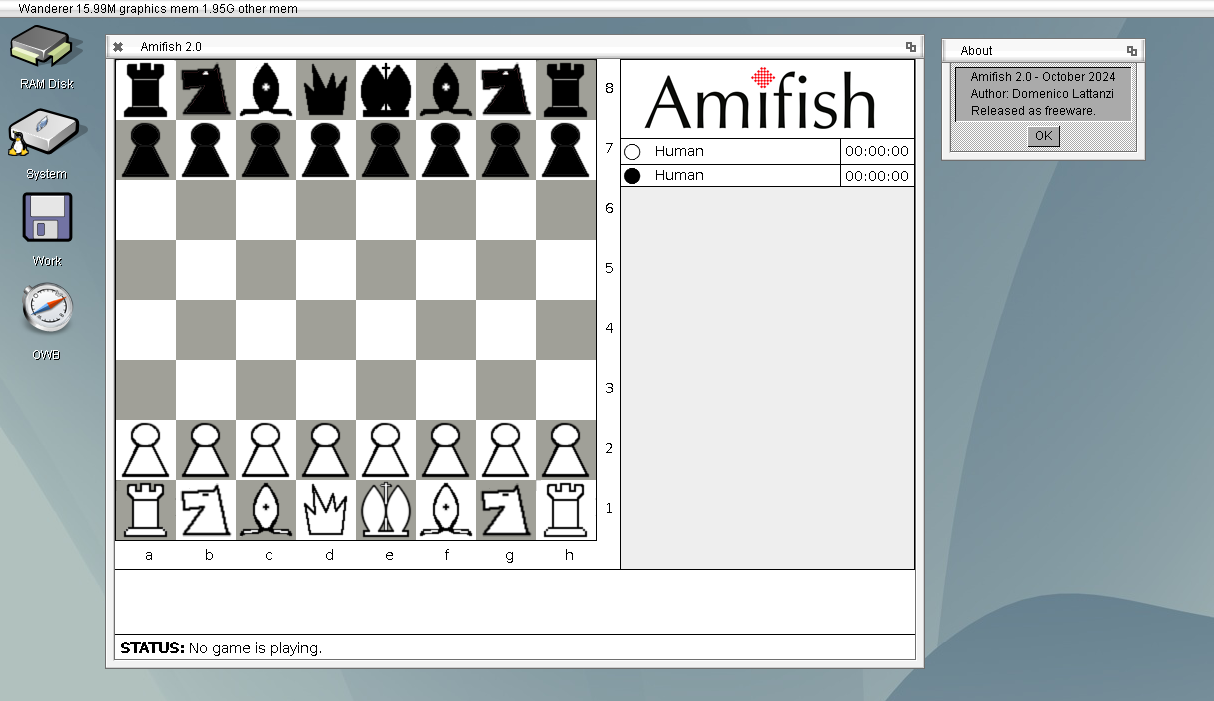 Wanderer 15.99M graphics mem 1.95G other mem
RAM Disk
System
Work
OWB
Amifish 2.0
8
7
6
5
4
3
2
1
a b c d e f g h
Amifish
Human 00:00:00
Human 00:00:00
STATUS: No game is playing.
About
Amifish 2.0 - October 2024
Author: Domenico Lattanzi
Released as freeware.
OK